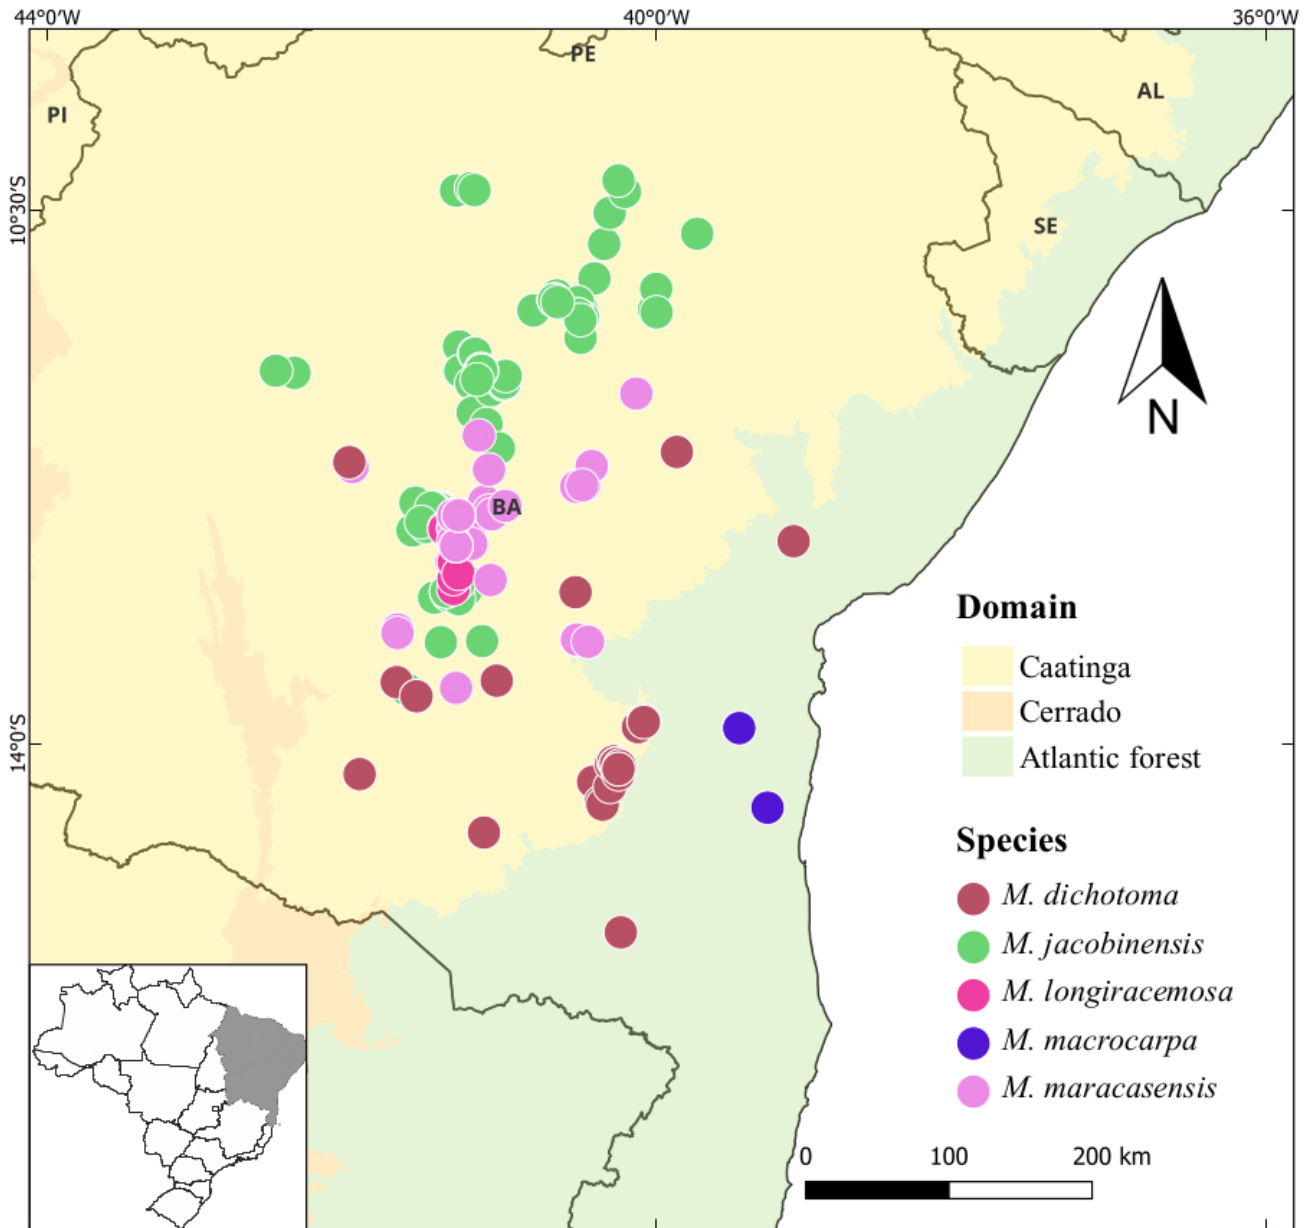 44°0'W 40°0'W 36°0'W
PE
AL
PI
10°30'S
SE
N
BA
Domain
Caatinga
Cerrado
Atlantic forest
14°0'S
Species
M. dichotoma
M. jacobinensis
M. longiracemosa
M. macrocarpa
M. maracasensis
0 100 200 km